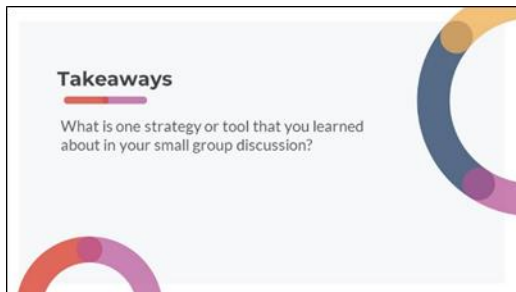 Takeaways
What is one strategy or tool that you learned
about in your small group discussion?